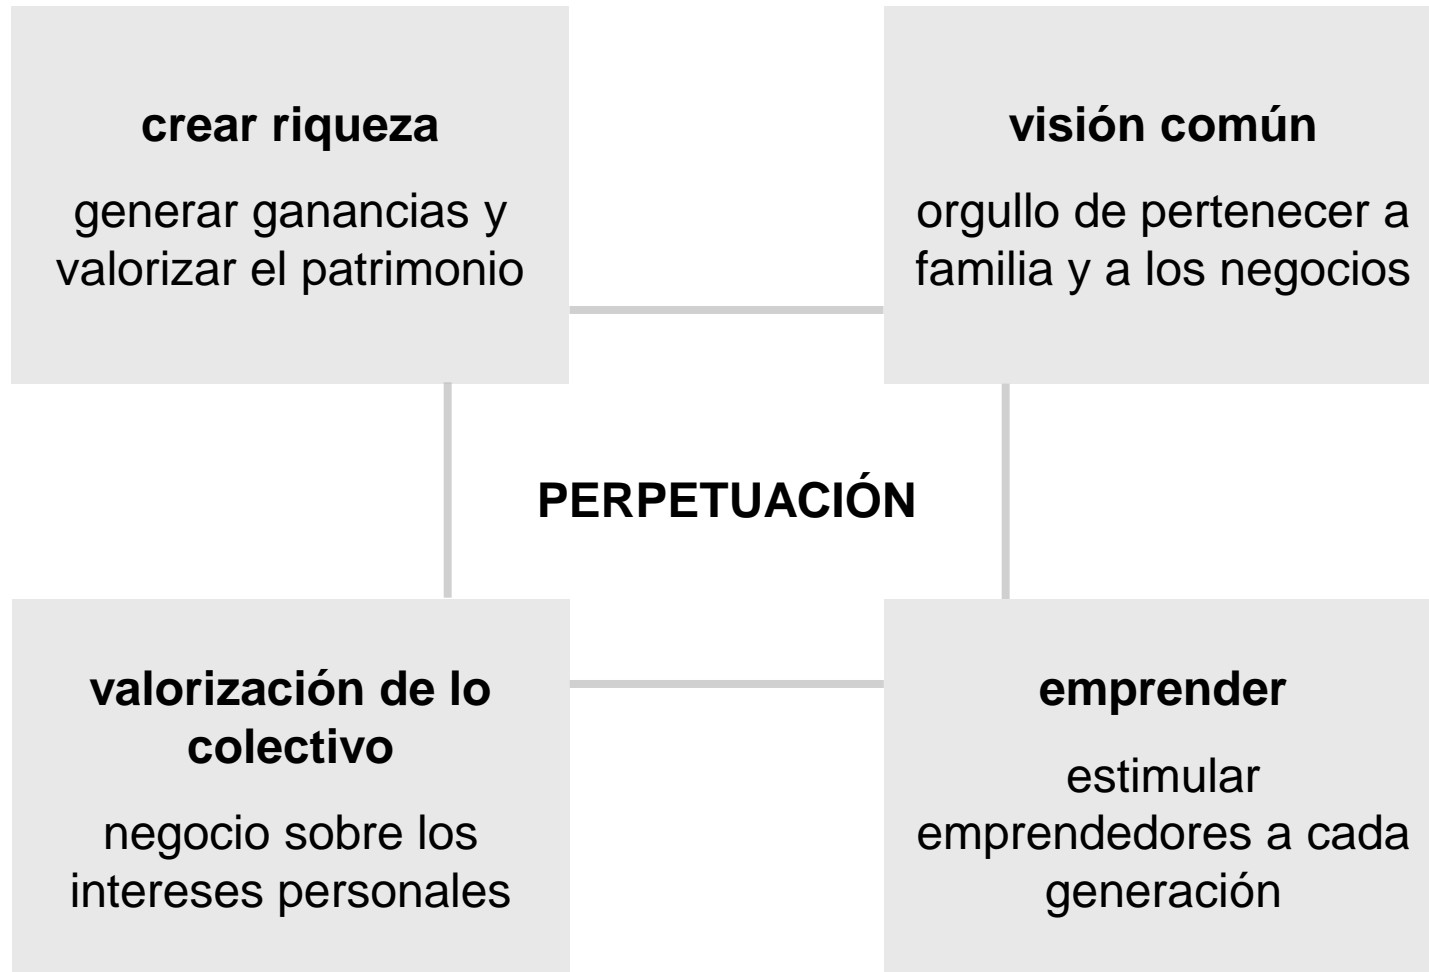 crear riqueza
generar ganancias y
valorizar el patrimonio
visión común
orgullo de pertenecer a
familia y a los negocios
PERPETUACIÓN
valorización de lo
colectivo
negocio sobre los
intereses personales
emprender
estimular
emprendedores a cada
generación